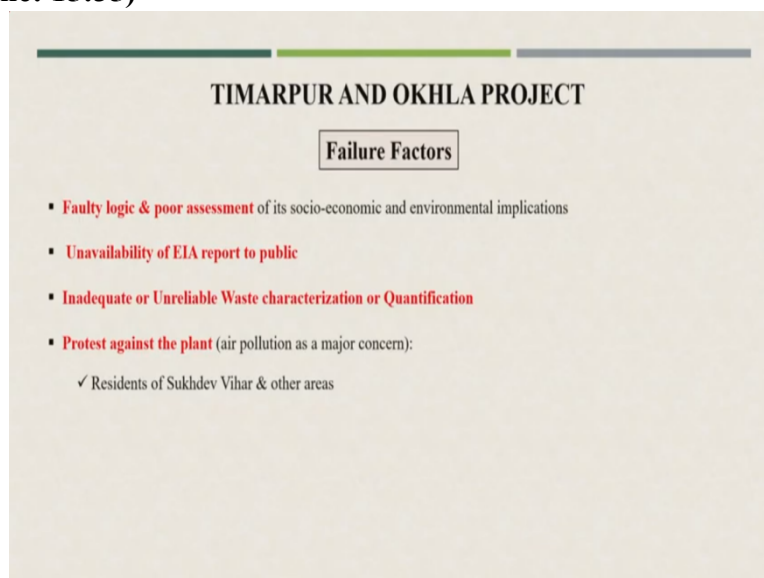 TIMARPUR AND OKHLA PROJECT
Failure Factors
▪ Faulty logic & poor assessment of its socio-economic and environmental implications
▪ Unavailability of EIA report to public
▪ Inadequate or Unreliable Waste characterization or Quantification
▪ Protest against the plant (air pollution as a major concern):
✓ Residents of Sukhdev Vihar & other areas